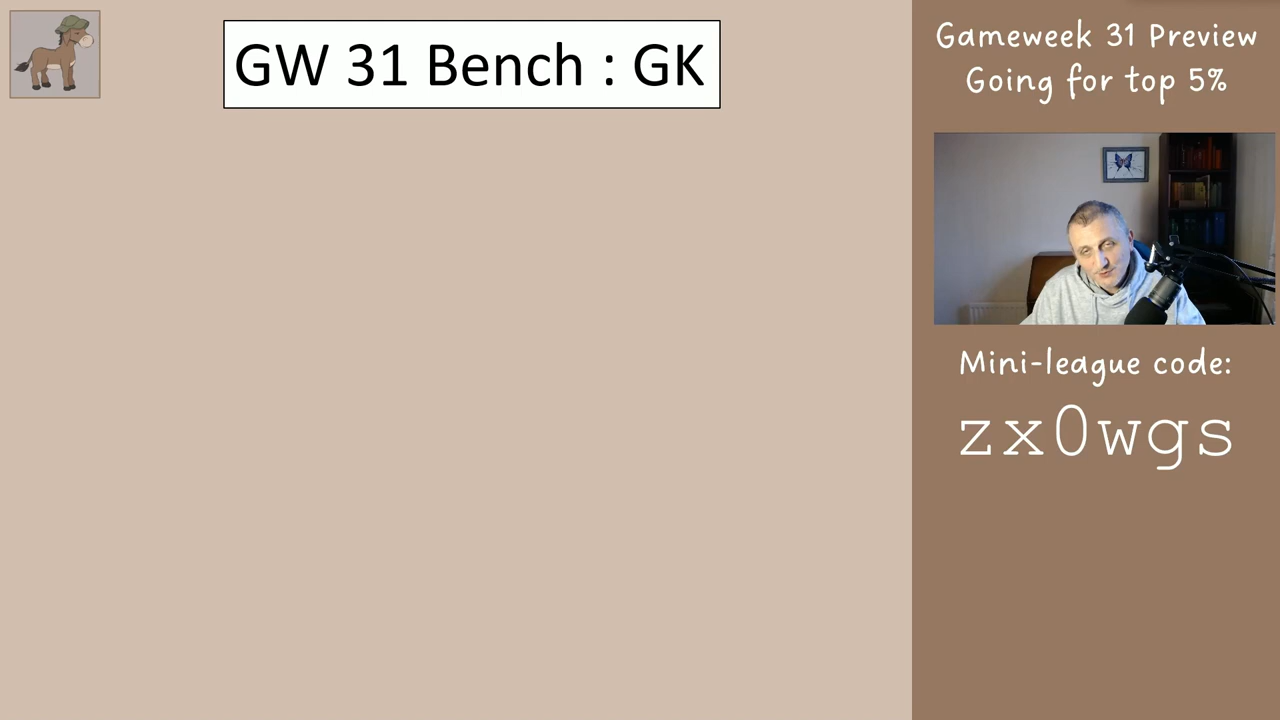 GW 31 Bench : GK
Gameweek 31 Preview
Going for top 5%
Mini-league code:
zx0wgs